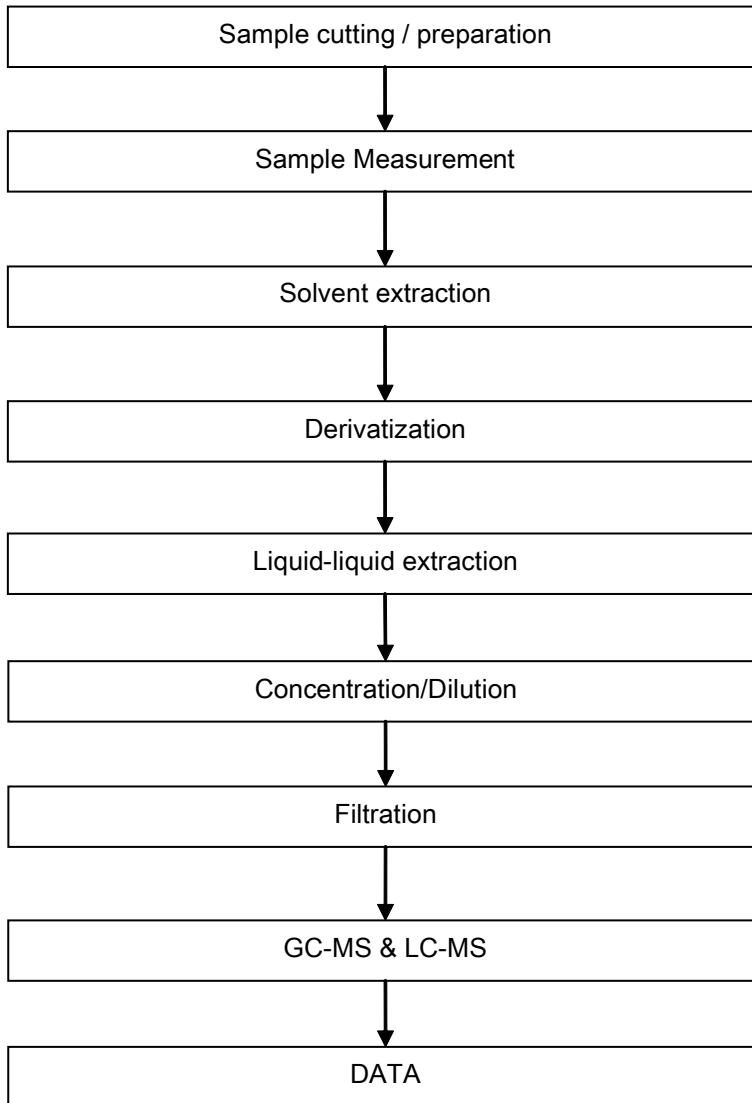 Sample cutting / preparation
Sample Measurement
Solvent extraction
Derivatization
Liquid-liquid extraction
Concentration/Dilution
Filtration
GC-MS & LC-MS
DATA